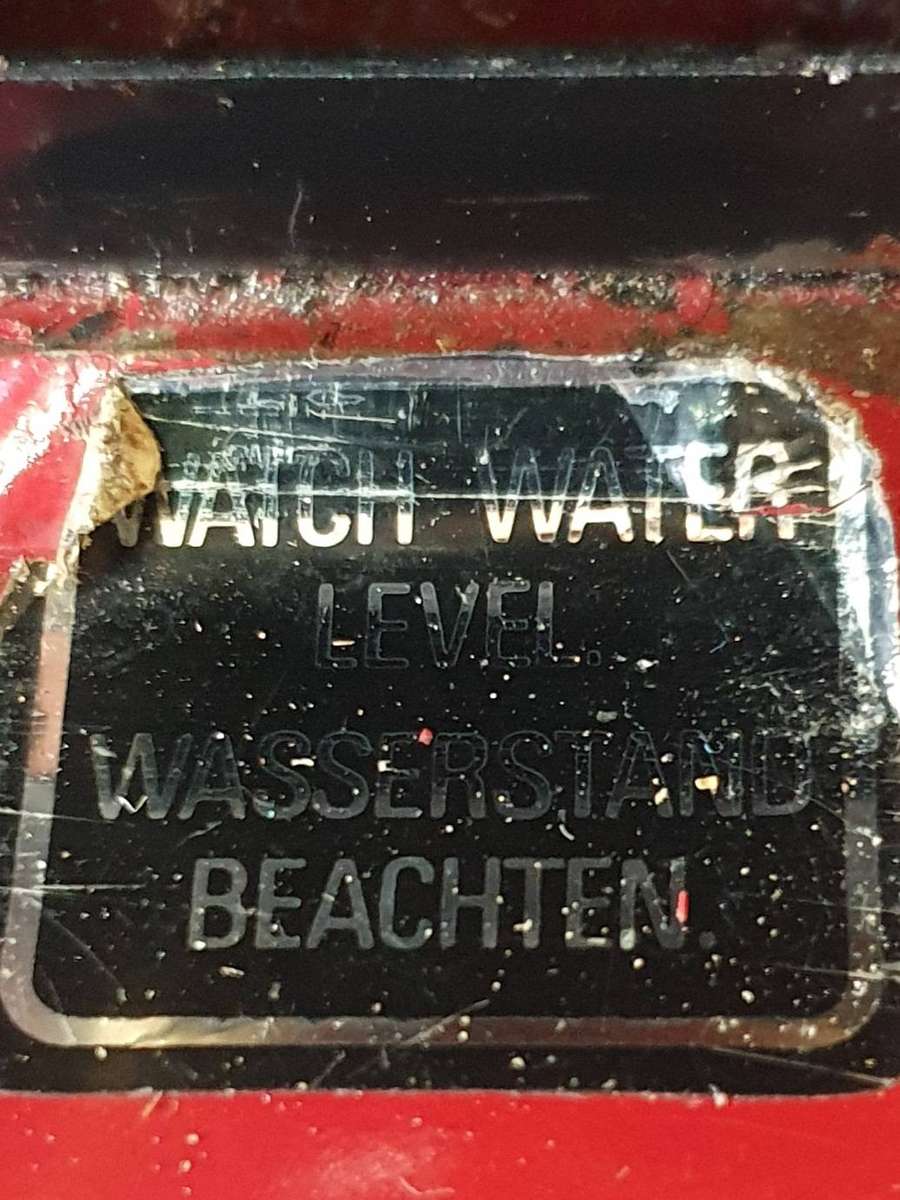 WATCH WATER
LEVEL.
WASSERSTAND
BEACHTEN.